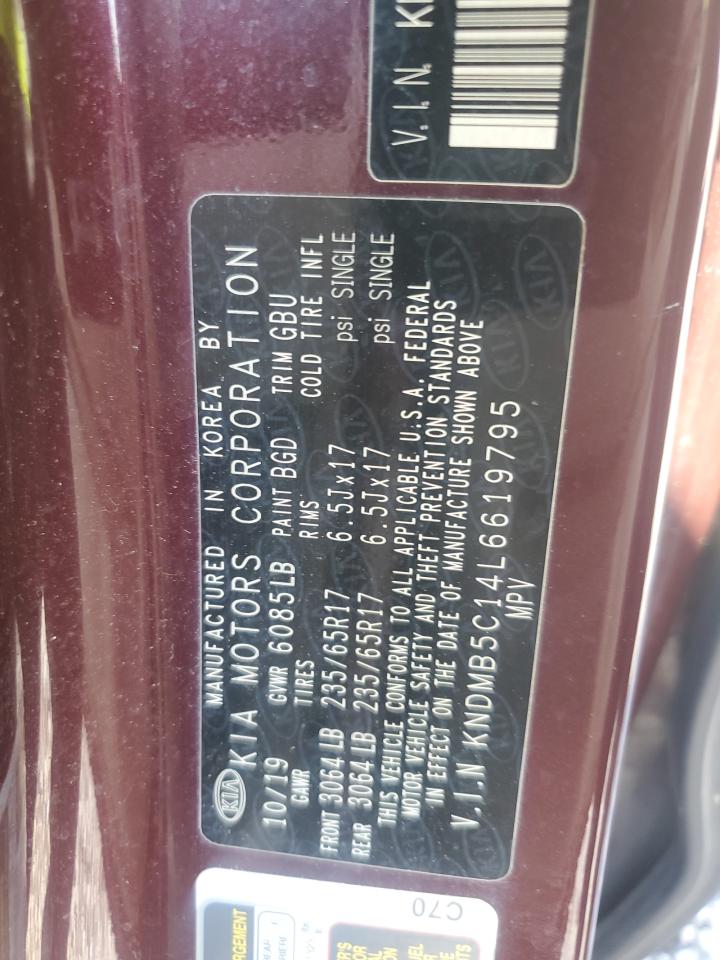 V.I.N. K
MANUFACTURED IN KOREA BY
KIA KIA MOTORS CORPORATION
10/19 GVWR 6085LB PAINT BGD TRIM GBU
GAWR TIRES RIMS COLD TIRE INFL
FRONT 3064LB 235/65R17 6.5Jx17 psi SINGLE
REAR 3064LB 235/65R17 6.5Jx17 psi SINGLE
THIS VEHICLE CONFORMS TO ALL APPLICABLE U.S.A. FEDERAL
MOTOR VEHICLE SAFETY AND THEFT PREVENTION STANDARDS
IN EFFECT ON THE DATE OF MANUFACTURE SHOWN ABOVE
V.I.N KNDMB5C14L6619795
MPV
C70